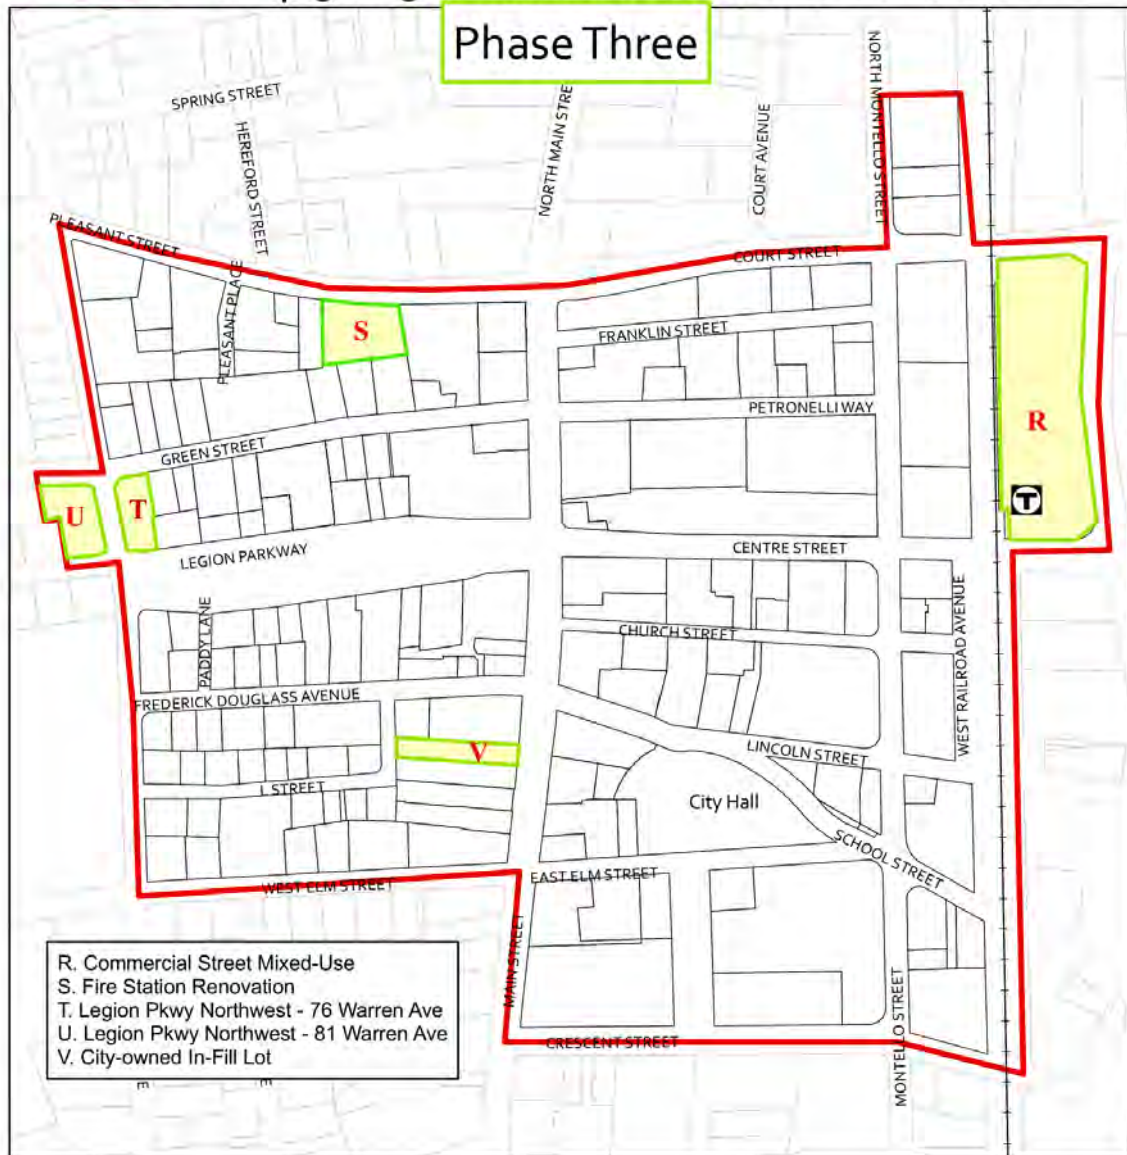 Phase Three
SPRING STREET
HEREFORD STREET
NORTH MAIN STRE
COURT AVENUE
NORTH MONTELLO STREET
PLEASANT STREET
PLEASANT PLACE
COURT STREET
S
FRANKLIN STREET
PETRONELLI WAY
R
GREEN STREET
U
T
T
LEGION PARKWAY
CENTRE STREET
PADDY LANE
CHURCH STREET
WEST RAILROAD AVENUE
FREDERICK DOUGLASS AVENUE
V
LINCOLN STREET
L STREET
City Hall
SCHOOL STREET
WEST ELM STREET
EAST ELM STREET
MAIN STREET
MONTELLO STREET
CRESCENT STREET
R. Commercial Street Mixed-Use
S. Fire Station Renovation
T. Legion Pkwy Northwest - 76 Warren Ave
U. Legion Pkwy Northwest - 81 Warren Ave
V. City-owned In-Fill Lot
E